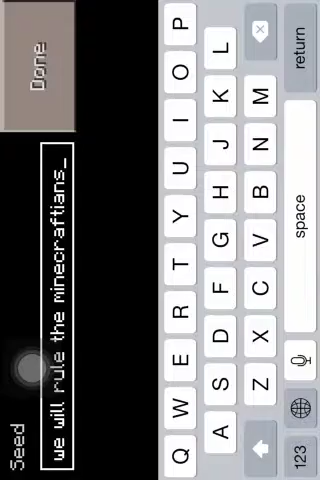 Done
Seed
we will rule the minecraftians_
Q W E R T Y U I O P
A S D F G H J K L
Z X C V B N M
123 space return